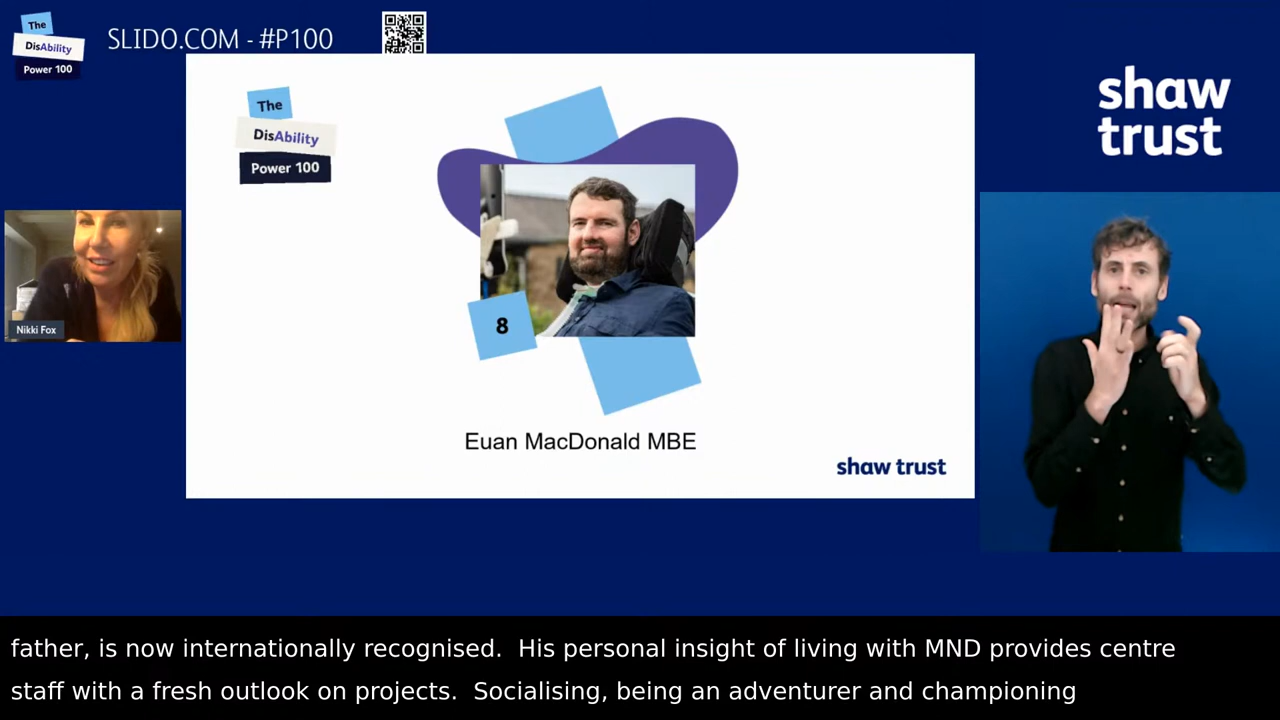 The
DisAbility
Power 100
SLIDO.COM - #P100
shaw
trust
The
DisAbility
Power 100
8
Nikki Fox
Euan MacDonald MBE
shaw trust
father, is now internationally recognised.  His personal insight of living with MND provides centre
staff with a fresh outlook on projects.  Socialising, being an adventurer and championing